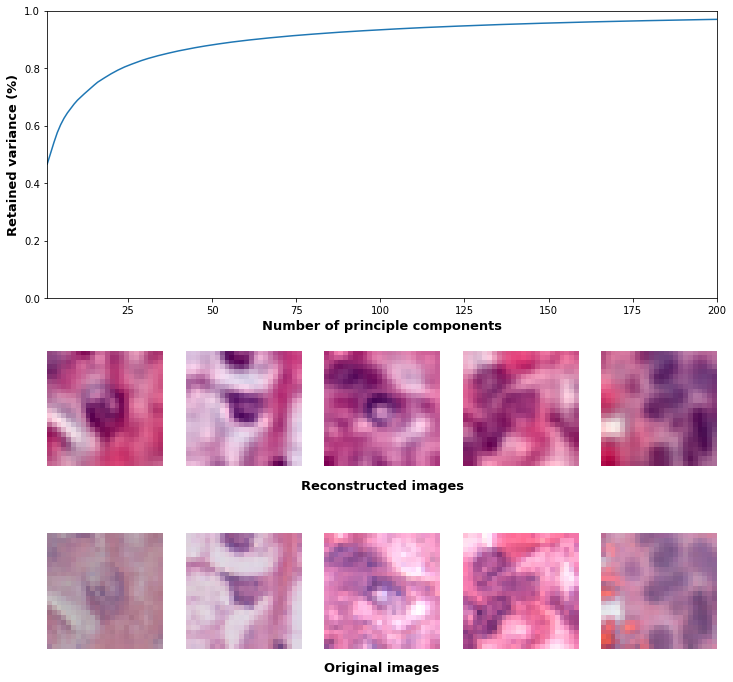 1.0
0.8
0.6
0.4
0.2
0.0
Retained variance (%)
25 50 75 100 125 150 175 200
Number of principle components
Reconstructed images
Original images